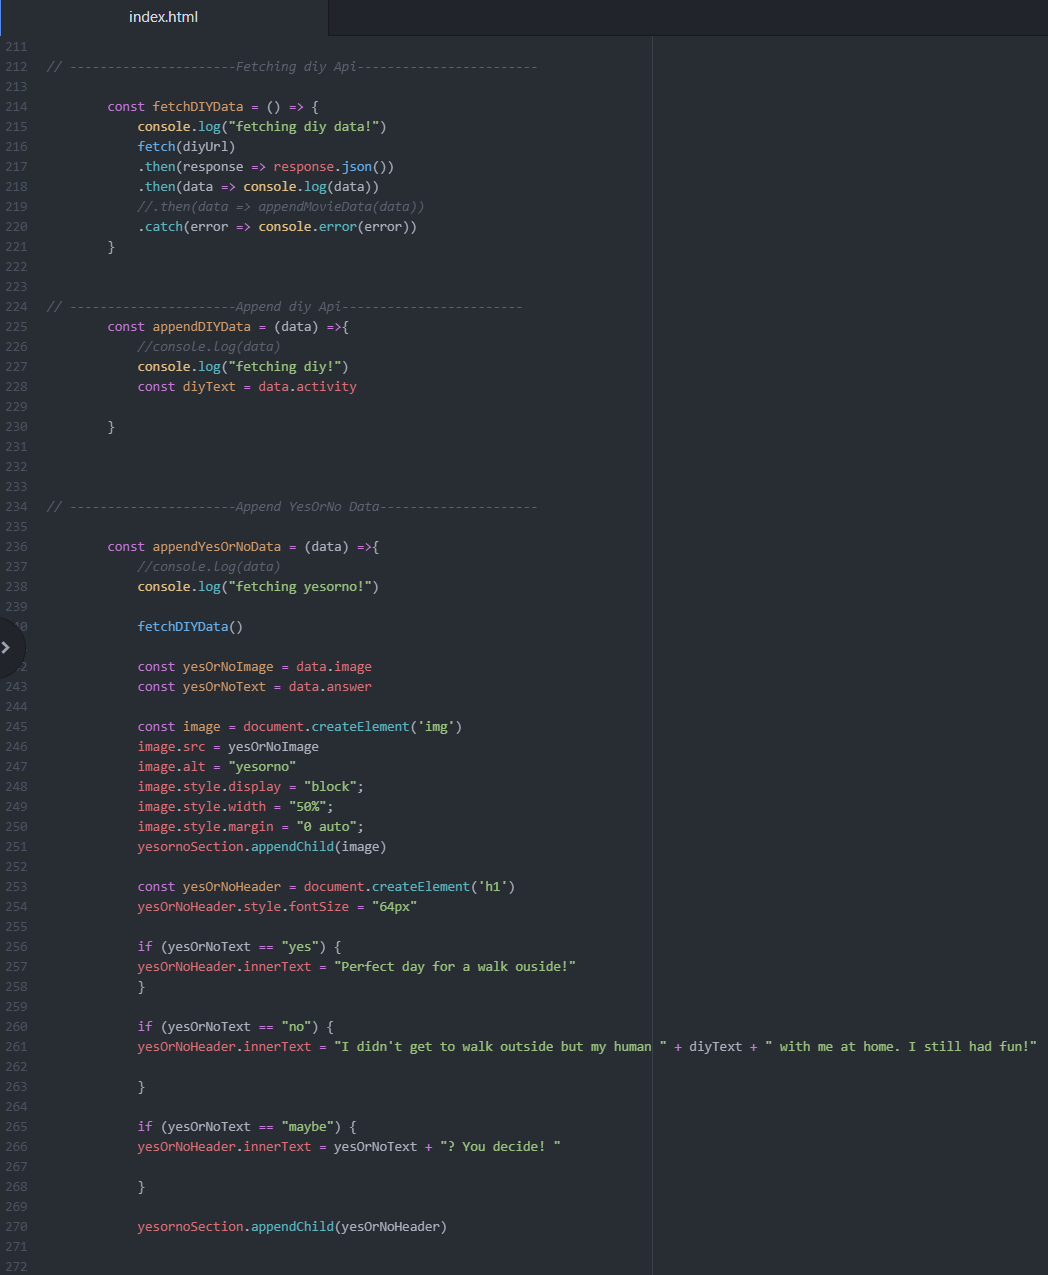 index.html
211
212 // ----------------------Fetching diy Api------------------------
213
214 const fetchDIYData = () => {
215 console.log("fetching diy data!")
216 fetch(diyUrl)
217 .then(response => response.json())
218 .then(data => console.log(data))
219 //.then(data => appendMovieData(data))
220 .catch(error => console.error(error))
221 }
222
223
224 // ----------------------Append diy Api------------------------
225 const appendDIYData = (data) =>{
226 //console.log(data)
227 console.log("fetching diy!")
228 const diyText = data.activity
229
230 }
231
232
233
234 // ----------------------Append YesOrNo Data---------------------
235
236 const appendYesOrNoData = (data) =>{
237 //console.log(data)
238 console.log("fetching yesorno!")
239
0 fetchDIYData()
2 const yesOrNoImage = data.image
243 const yesOrNoText = data.answer
244
245 const image = document.createElement('img')
246 image.src = yesOrNoImage
247 image.alt = "yesorno"
248 image.style.display = "block";
249 image.style.width = "50%";
250 image.style.margin = "0 auto";
251 yesornoSection.appendChild(image)
252
253 const yesOrNoHeader = document.createElement('h1')
254 yesOrNoHeader.style.fontSize = "64px"
255
256 if (yesOrNoText == "yes") {
257 yesOrNoHeader.innerText = "Perfect day for a walk ouside!"
258 }
259
260 if (yesOrNoText == "no") {
261 yesOrNoHeader.innerText = "I didn't get to walk outside but my human " + diyText + " with me at home. I still had fun!"
262
263 }
264
265 if (yesOrNoText == "maybe") {
266 yesOrNoHeader.innerText = yesOrNoText + "? You decide! "
267
268 }
269
270 yesornoSection.appendChild(yesOrNoHeader)
271
272